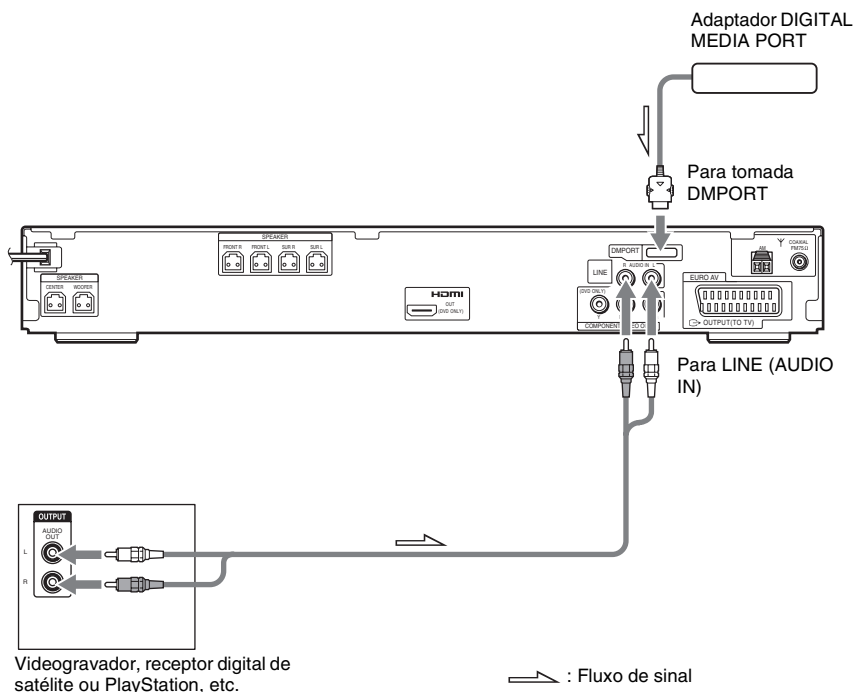 Adaptador DIGITAL
MEDIA PORT
Para tomada
DMPORT
SPEAKER
FRONT R FRONT L SUR R SUR L
SPEAKER
CENTER WOOFER
HDMI
OUT
(DVD ONLY)
DMPORT
LINE
R AUDIO IN L
(DVD ONLY)
Y
COMPONENT
AM
COAXIAL
FM75Ω
EURO AV
OUTPUT(TO TV)
Para LINE (AUDIO
IN)
OUTPUT
AUDIO
OUT
L
R
Videogravador, receptor digital de
satélite ou PlayStation, etc.
: Fluxo de sinal